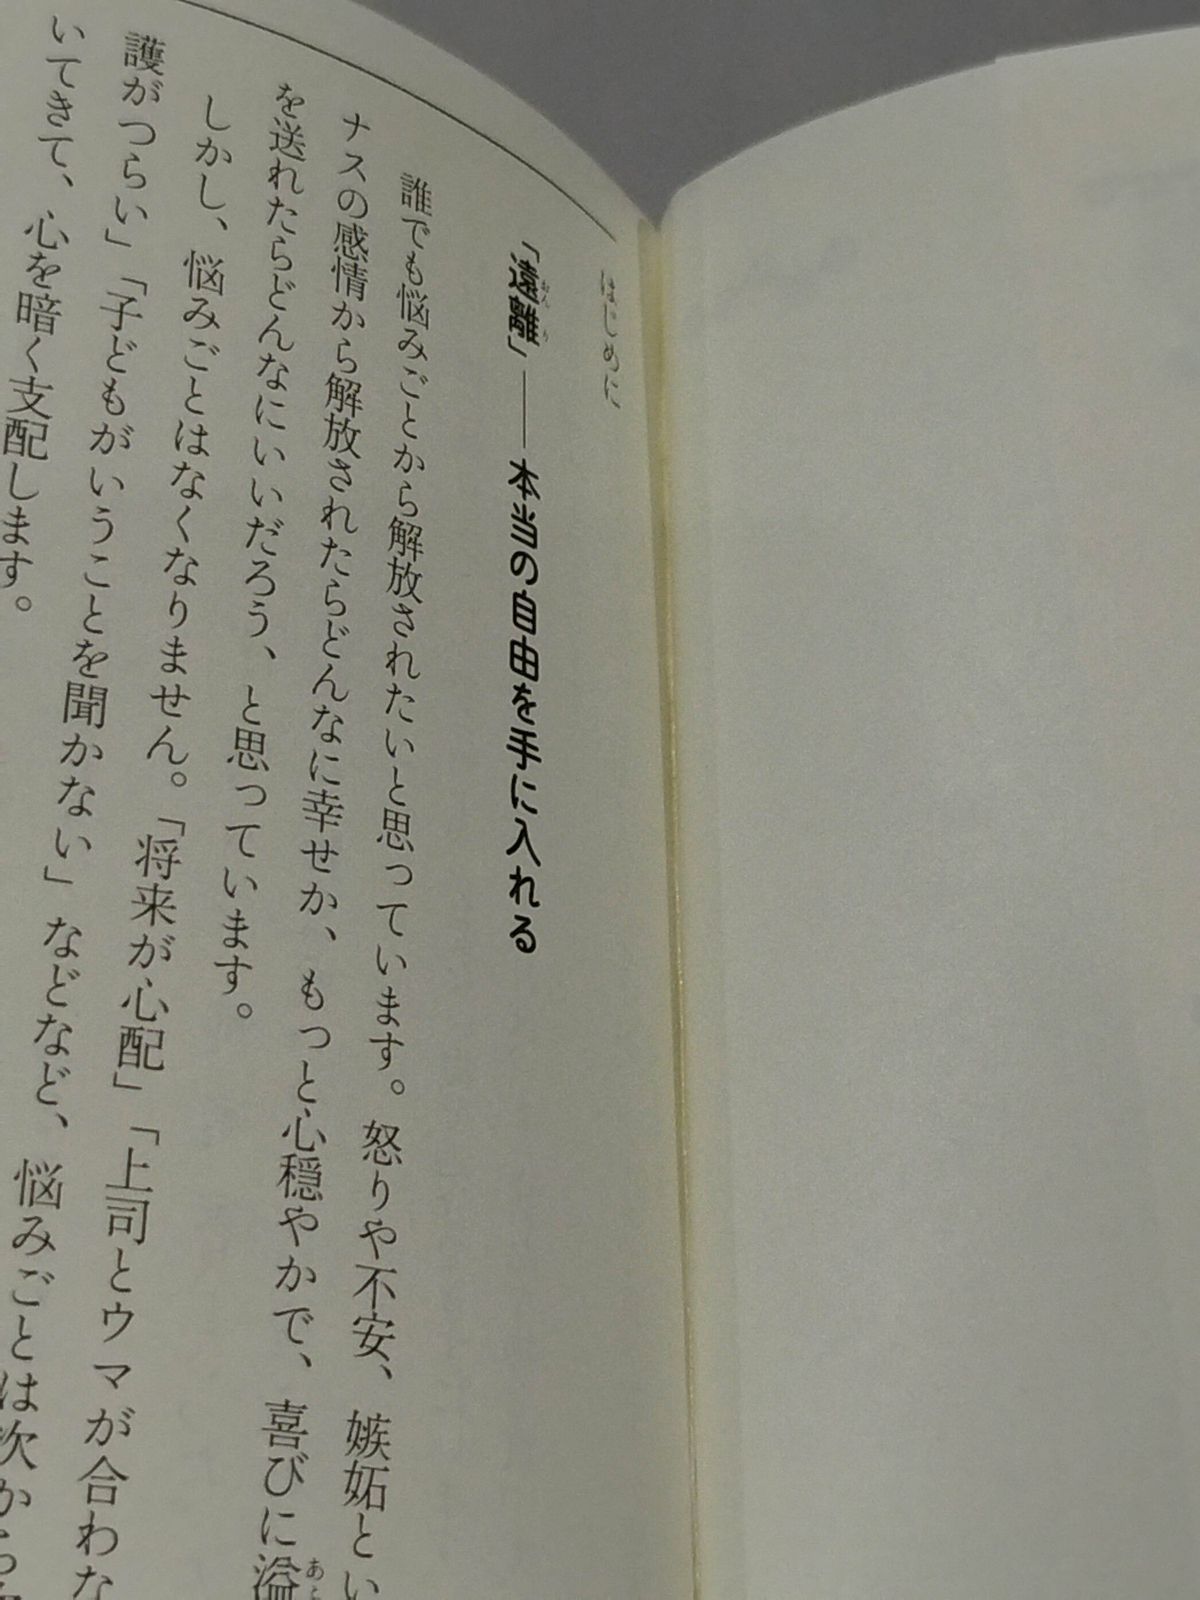 はじめに
「遠離」――本当の自由を手に入れる
おんり
誰でも悩みごとから解放されたいと思っています。怒りや不安、嫉妬とい
ナスの感情から解放されたらどんなに幸せか、もっと心穏やかで、喜びに溢
あふ
を送れたらどんなにいいだろう、と思っています。
しかし、悩みごとはなくなりません。「将来が心配」「上司とウマが合わな
護がつらい」「子どもがいうことを聞かない」などなど、悩みごとは次から
いてきて、心を暗く支配します。